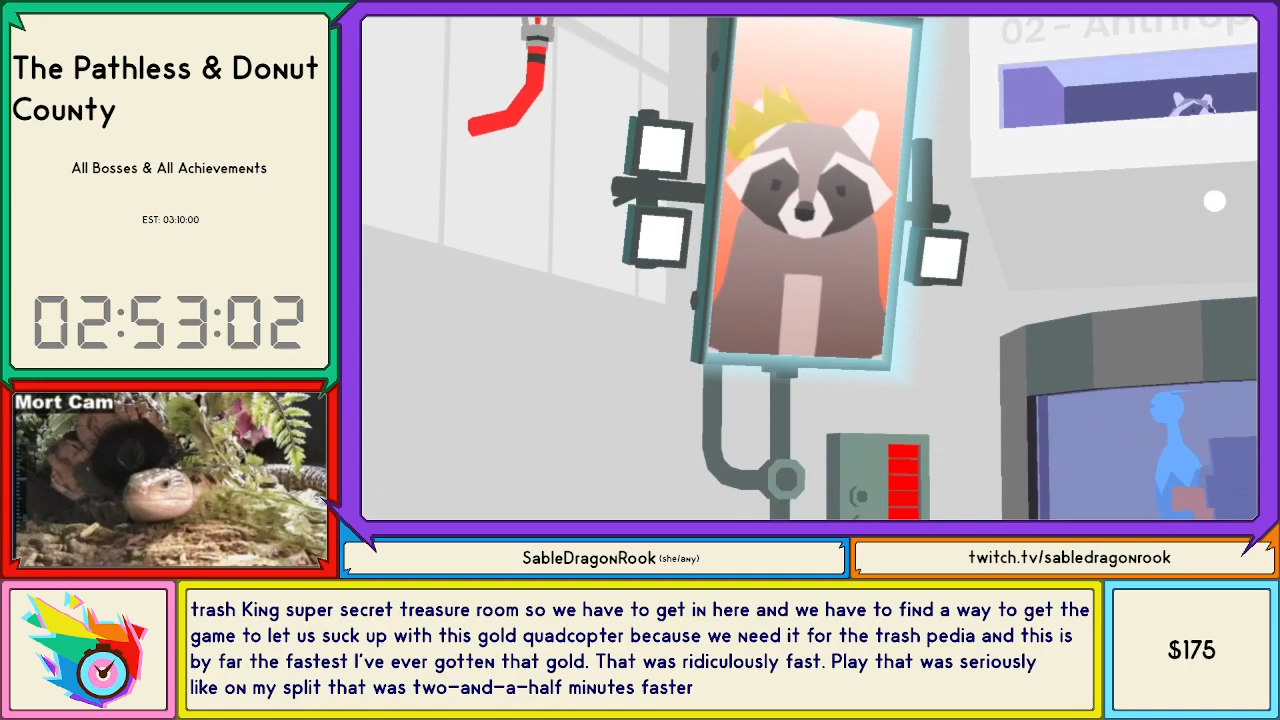 The Pathless & Donut
County
All Bosses & All Achievements
EST: 03:10:00
02:53:02
02 - Anthrop
Mort Cam
SableDragonRook (she/any)
twitch.tv/sabledragonrook
trash King super secret treasure room so we have to get in here and we have to find a way to get the
game to let us suck up with this gold quadcopter because we need it for the trash pedia and this is
by far the fastest I've ever gotten that gold. That was ridiculously fast. Play that was seriously
like on my split that was two-and-a-half minutes faster
$175